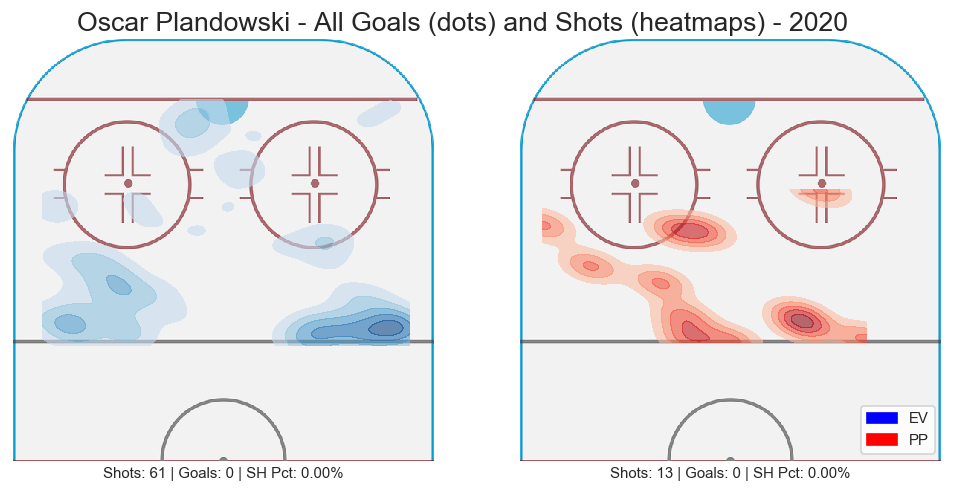 Oscar Plandowski - All Goals (dots) and Shots (heatmaps) - 2020
EV
PP
Shots: 61 | Goals: 0 | SH Pct: 0.00%
Shots: 13 | Goals: 0 | SH Pct: 0.00%